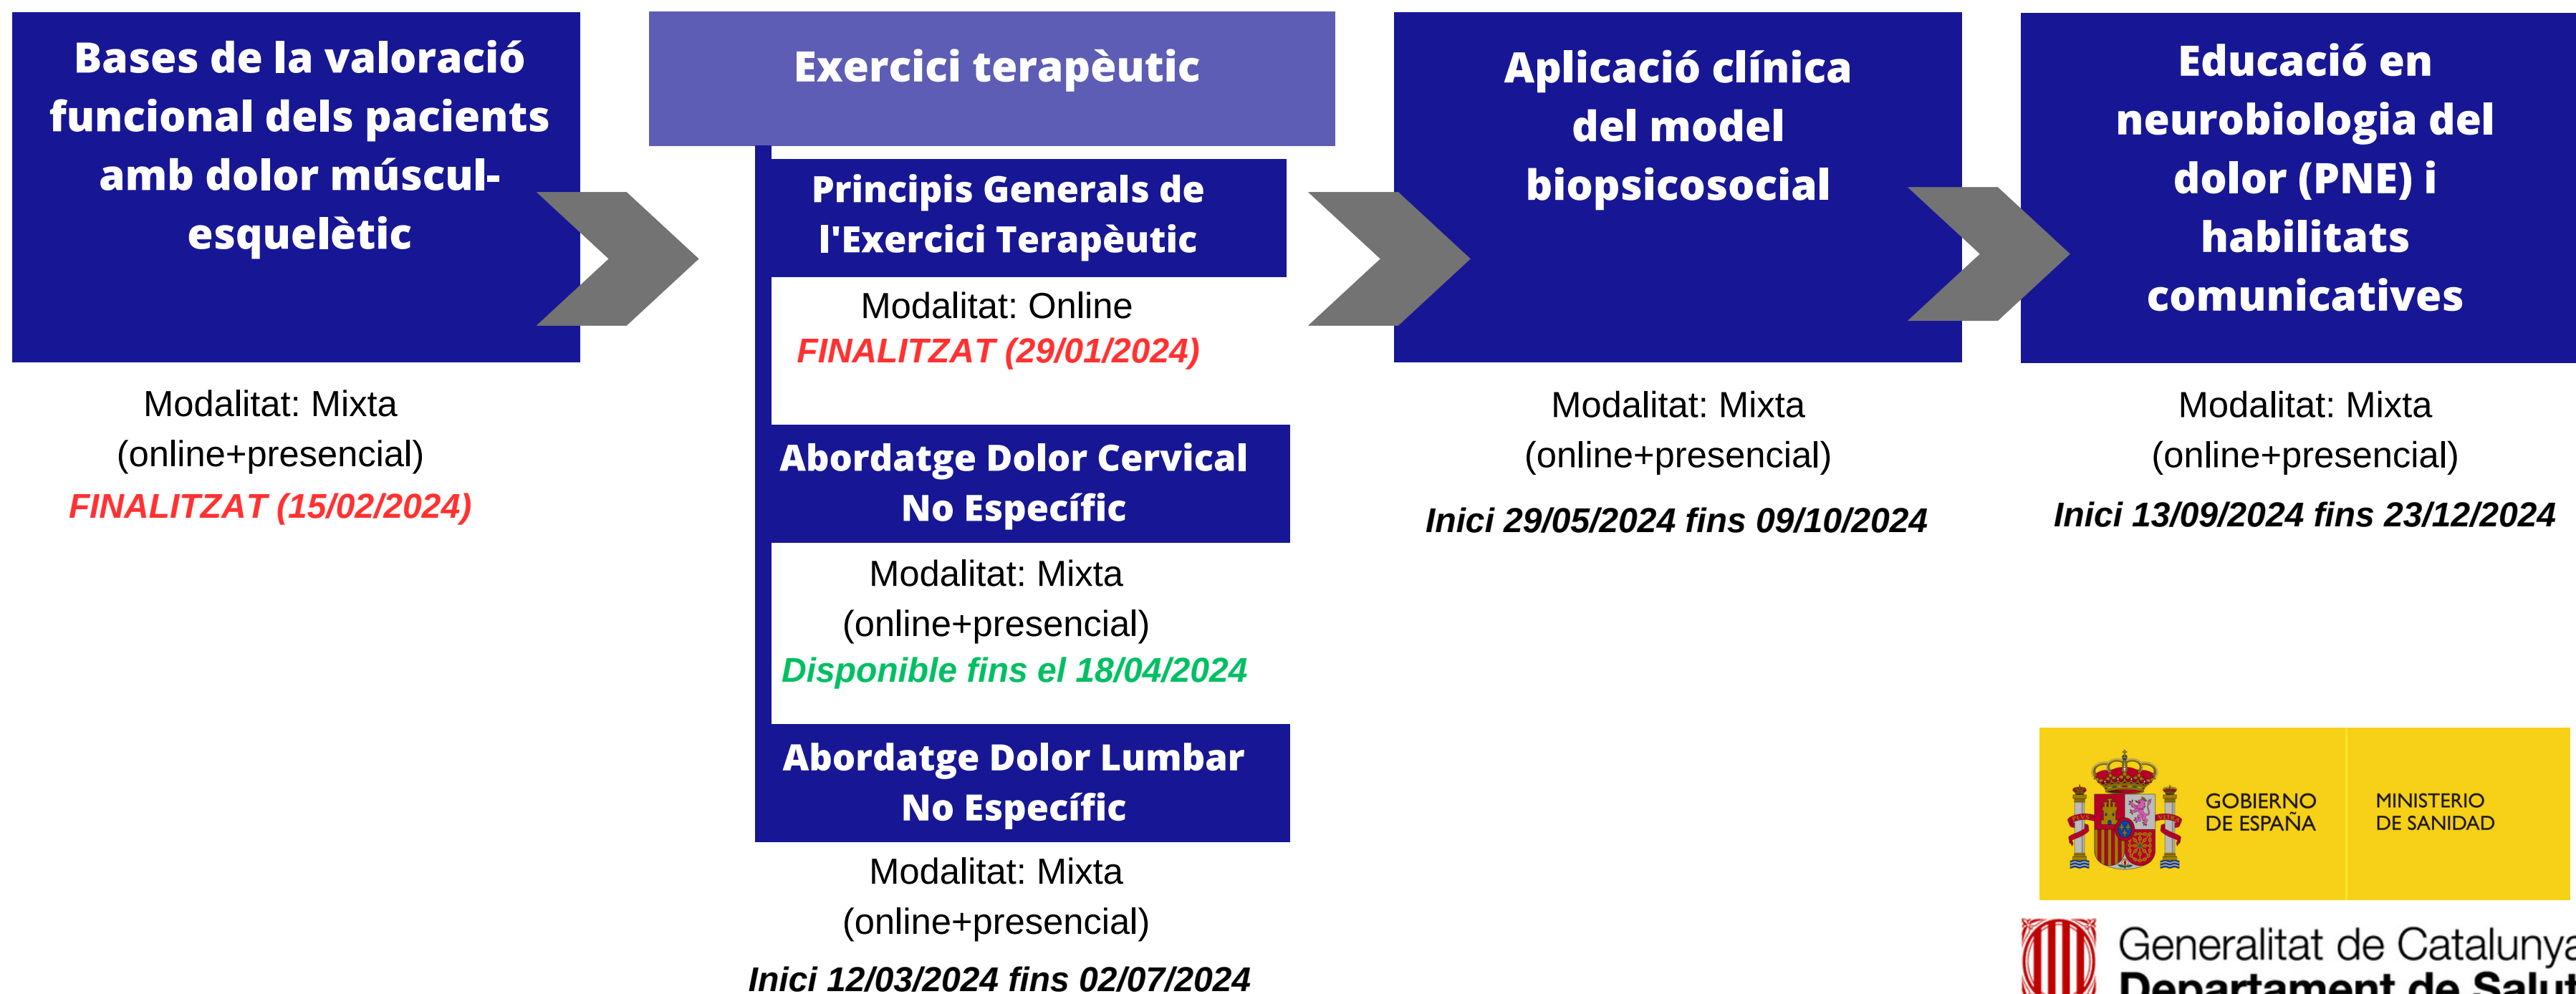 Bases de la valoració
funcional dels pacients
amb dolor múscul-
esquelètic
Modalitat: Mixta
(online+presencial)
FINALITZAT (15/02/2024)
Exercici terapèutic
Principis Generals de
l'Exercici Terapèutic
Modalitat: Online
FINALITZAT (29/01/2024)
Abordatge Dolor Cervical
No Específic
Modalitat: Mixta
(online+presencial)
Disponible fins el 18/04/2024
Abordatge Dolor Lumbar
No Específic
Modalitat: Mixta
(online+presencial)
Inici 12/03/2024 fins 02/07/2024
Aplicació clínica
del model
biopsicosocial
Modalitat: Mixta
(online+presencial)
Inici 29/05/2024 fins 09/10/2024
Educació en
neurobiologia del
dolor (PNE) i
habilitats
comunicatives
Modalitat: Mixta
(online+presencial)
Inici 13/09/2024 fins 23/12/2024
GOBIERNO
DE ESPAÑA
MINISTERIO
DE SANIDAD
Generalitat de Catalunya
Departament de Salut